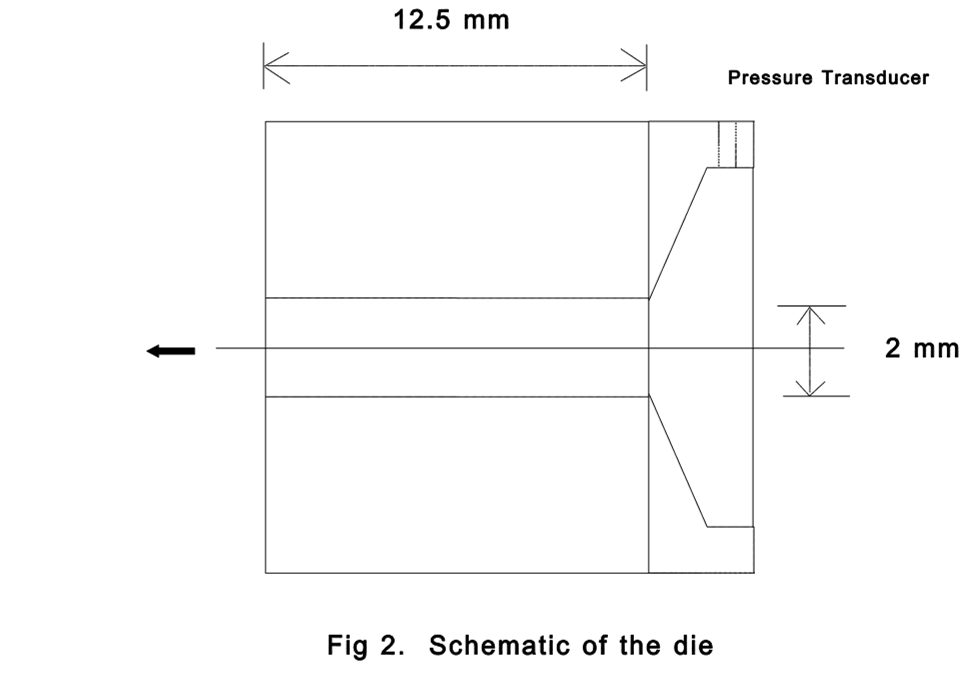 12.5 mm
Pressure Transducer
2 mm
Fig 2. Schematic of the die